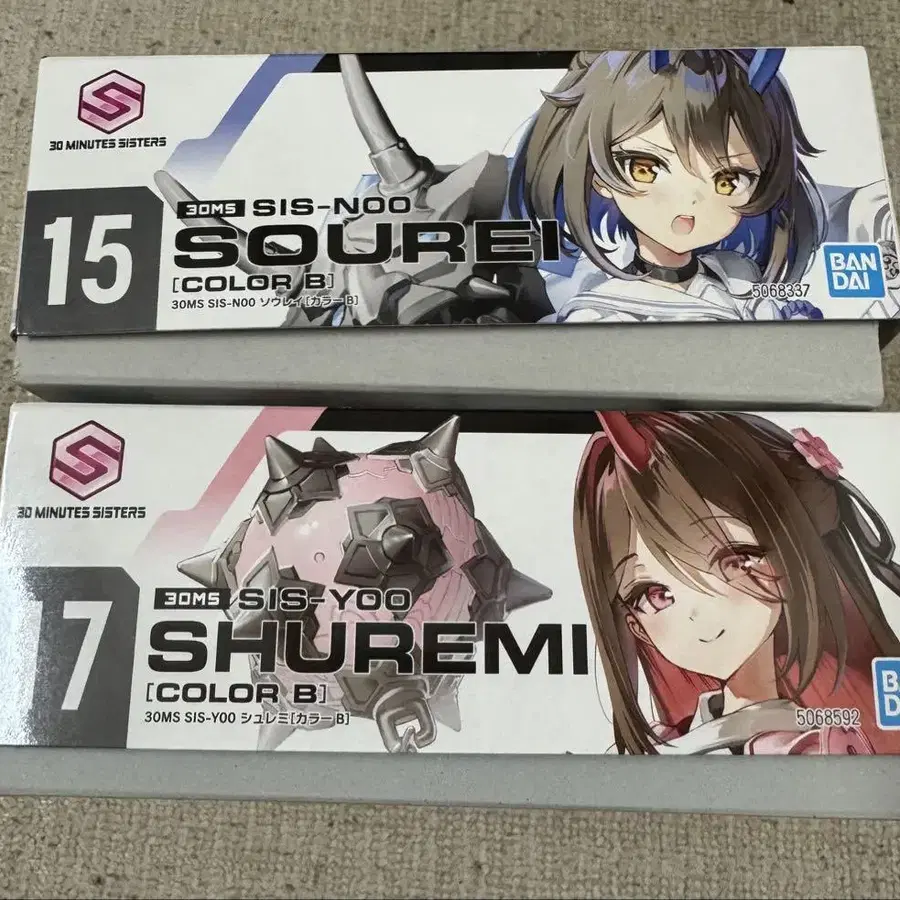 30 MINUTES SISTERS
15
30MS SIS-N00
SOUREI
[COLOR B]
30MS SIS-N00 ソウレイ[カラーB]
5068337
BAN
DAI
30 MINUTES SISTERS
7
30MS SIS-Y00
SHUREMI
[COLOR B]
30MS SIS-Y00 シュレミ[カラーB]
5068592